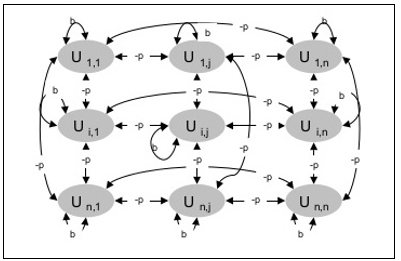 b b b
-p
b
U 1,1 -p U 1,j -p U 1,n
-p -p -p
b -p b
U i,1 -p U i,j -p U i,n
b
-p -p -p -p -p -p -p
U n,1 -p U n,j -p U n,n
b b b